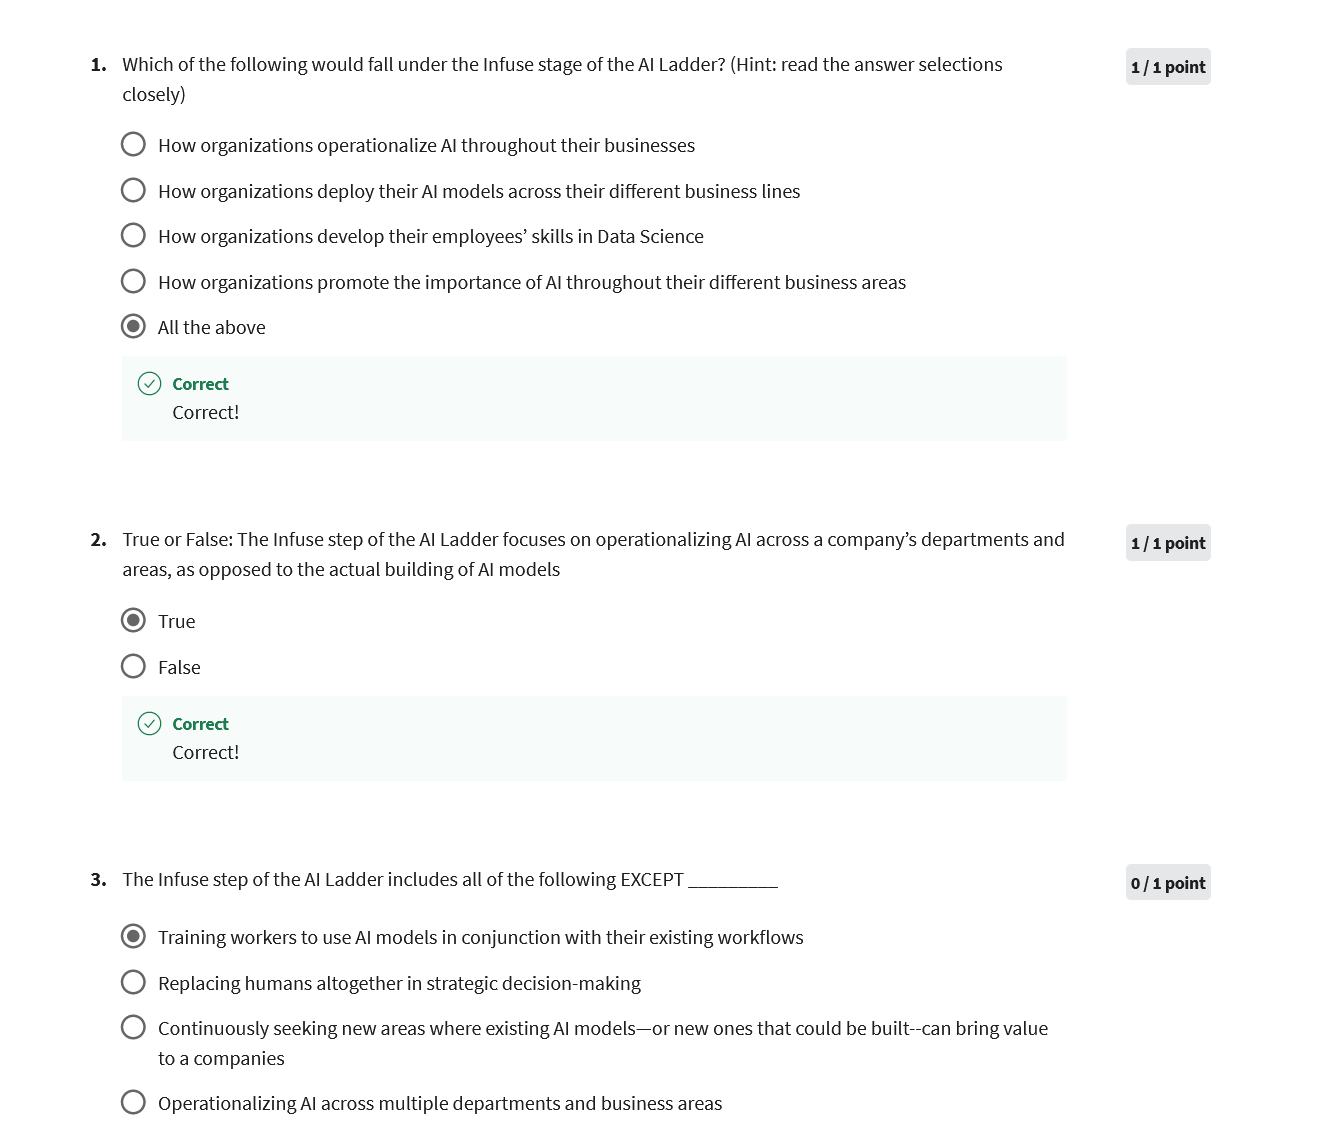 1. Which of the following would fall under the Infuse stage of the AI Ladder? (Hint: read the answer selections
closely)
1 / 1 point
How organizations operationalize AI throughout their businesses
How organizations deploy their AI models across their different business lines
How organizations develop their employees’ skills in Data Science
How organizations promote the importance of AI throughout their different business areas
All the above
Correct
Correct!
2. True or False: The Infuse step of the AI Ladder focuses on operationalizing AI across a company’s departments and
areas, as opposed to the actual building of AI models
1 / 1 point
True
False
Correct
Correct!
3. The Infuse step of the AI Ladder includes all of the following EXCEPT _________
0 / 1 point
Training workers to use AI models in conjunction with their existing workflows
Replacing humans altogether in strategic decision-making
Continuously seeking new areas where existing AI models—or new ones that could be built--can bring value
to a companies
Operationalizing AI across multiple departments and business areas